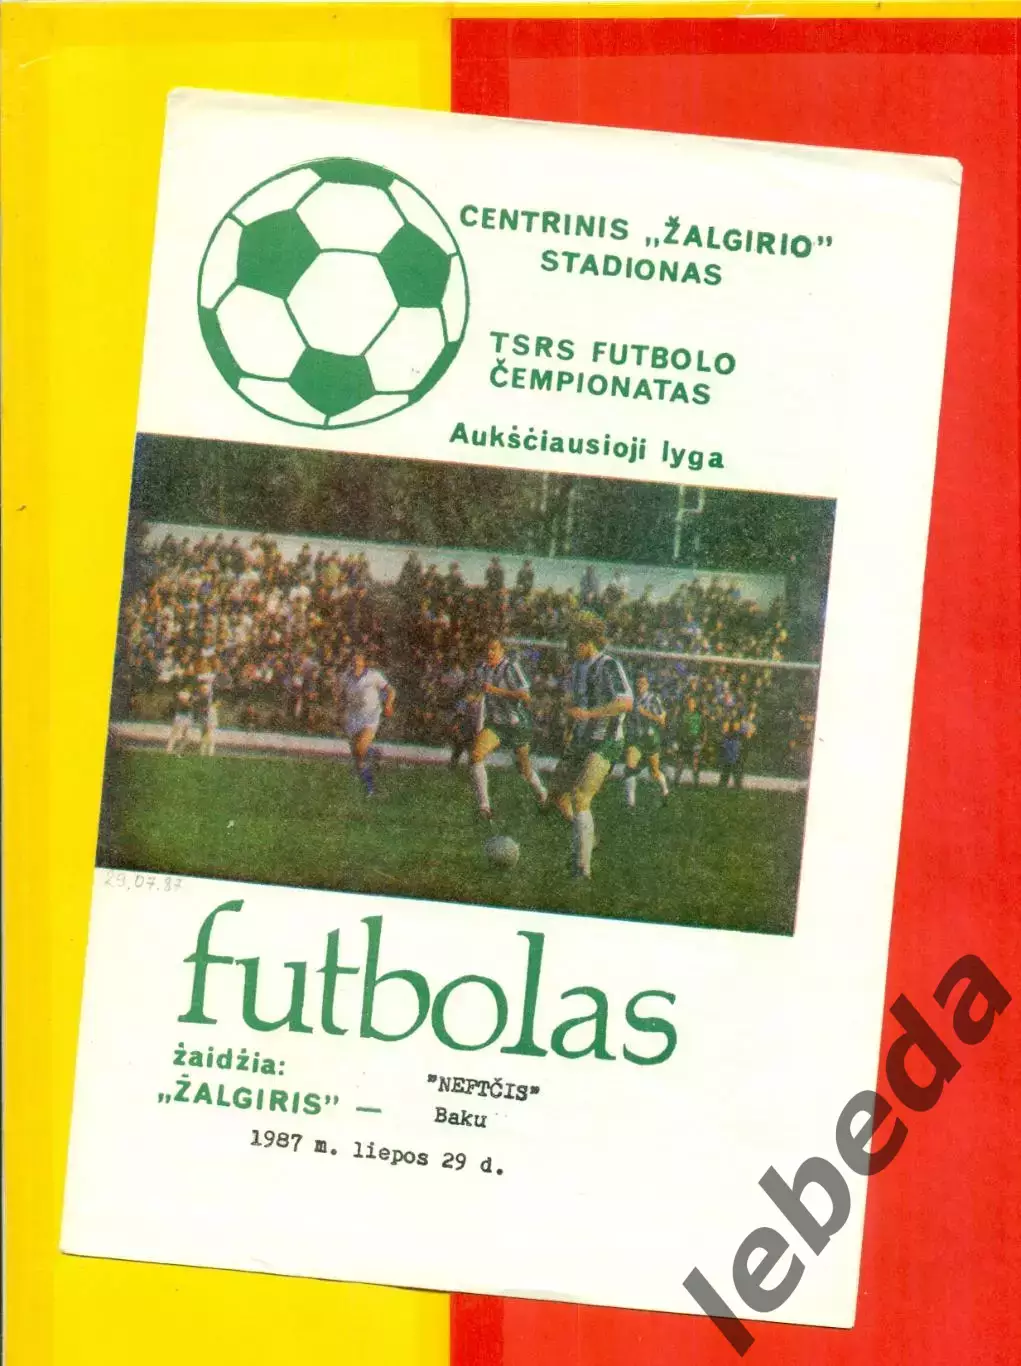 CENTRINIS „ŽALGIRIO”
STADIONAS
TSRS FUTBOLO
ČEMPIONATAS
Aukščiausioji lyga
29.07.87
futbolas
žaidžia:
„ŽALGIRIS” —
"NEFTČIS"
Baku
1987 m. liepos 29 d.
lebeda